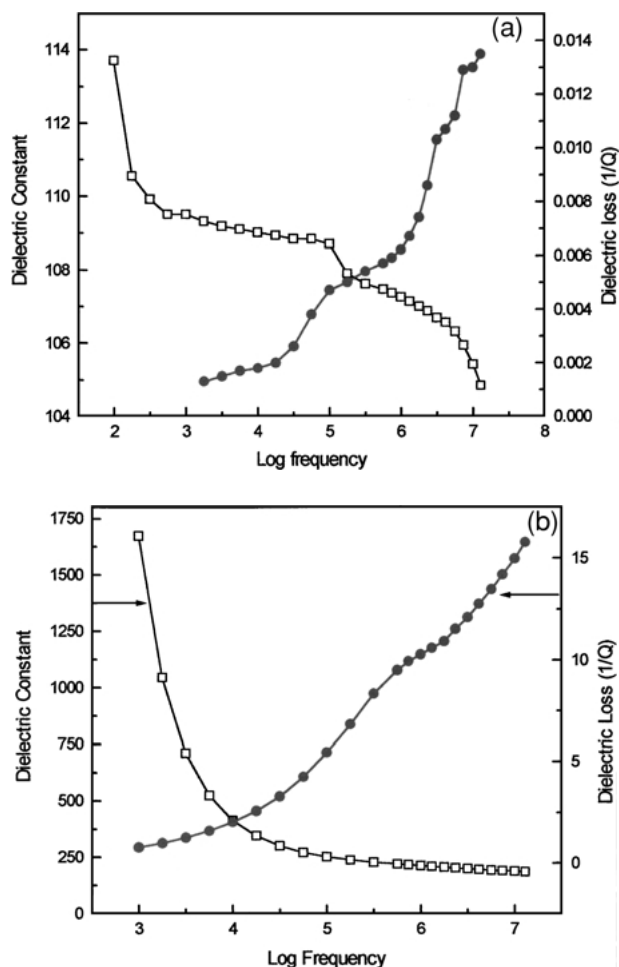 (a)
114
112
110
108
106
104
Dielectric Constant
0.014
0.012
0.010
0.008
0.006
0.004
0.002
0.000
Dielectric loss (1/Q)
2 3 4 5 6 7 8
Log frequency
(b)
1750
1500
1250
1000
750
500
250
0
Dielectric Constant
15
10
5
0
Dielectric Loss (1/Q)
3 4 5 6 7
Log Frequency